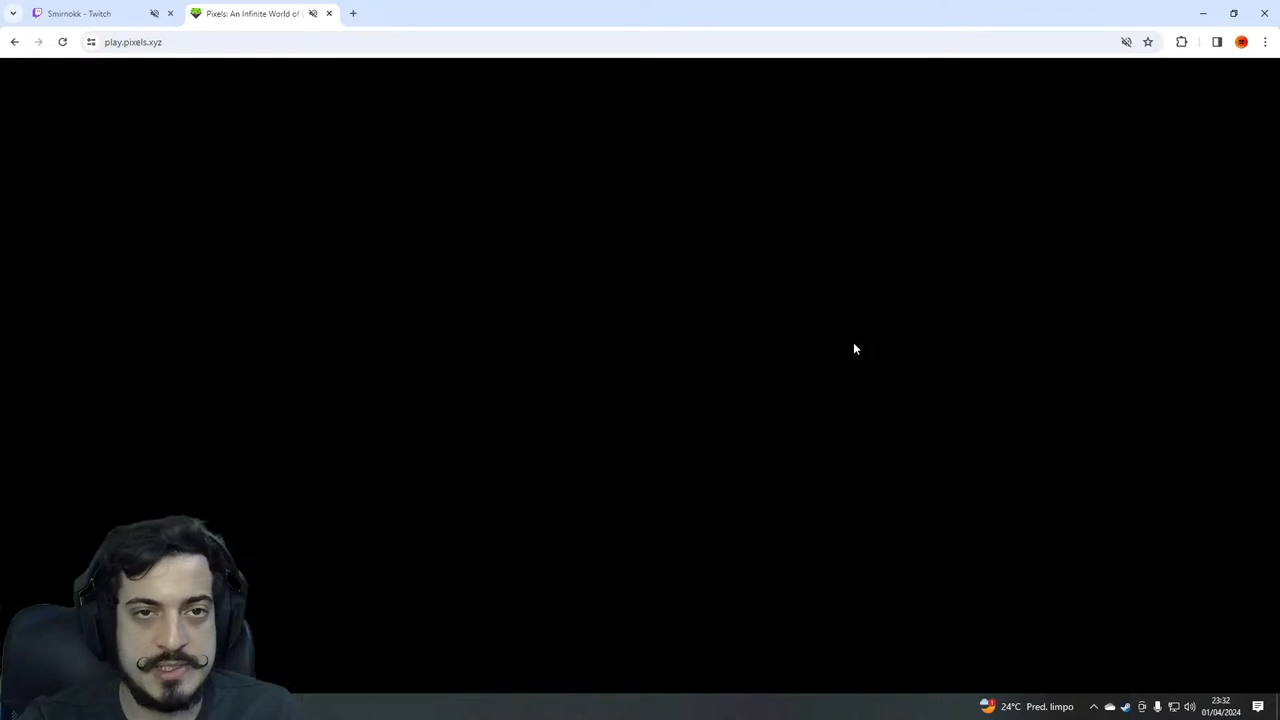 Smirnokk - Twitch
Pixels: An Infinite World of
play.pixels.xyz
24°C Pred. limpo
23:32
01/04/2024